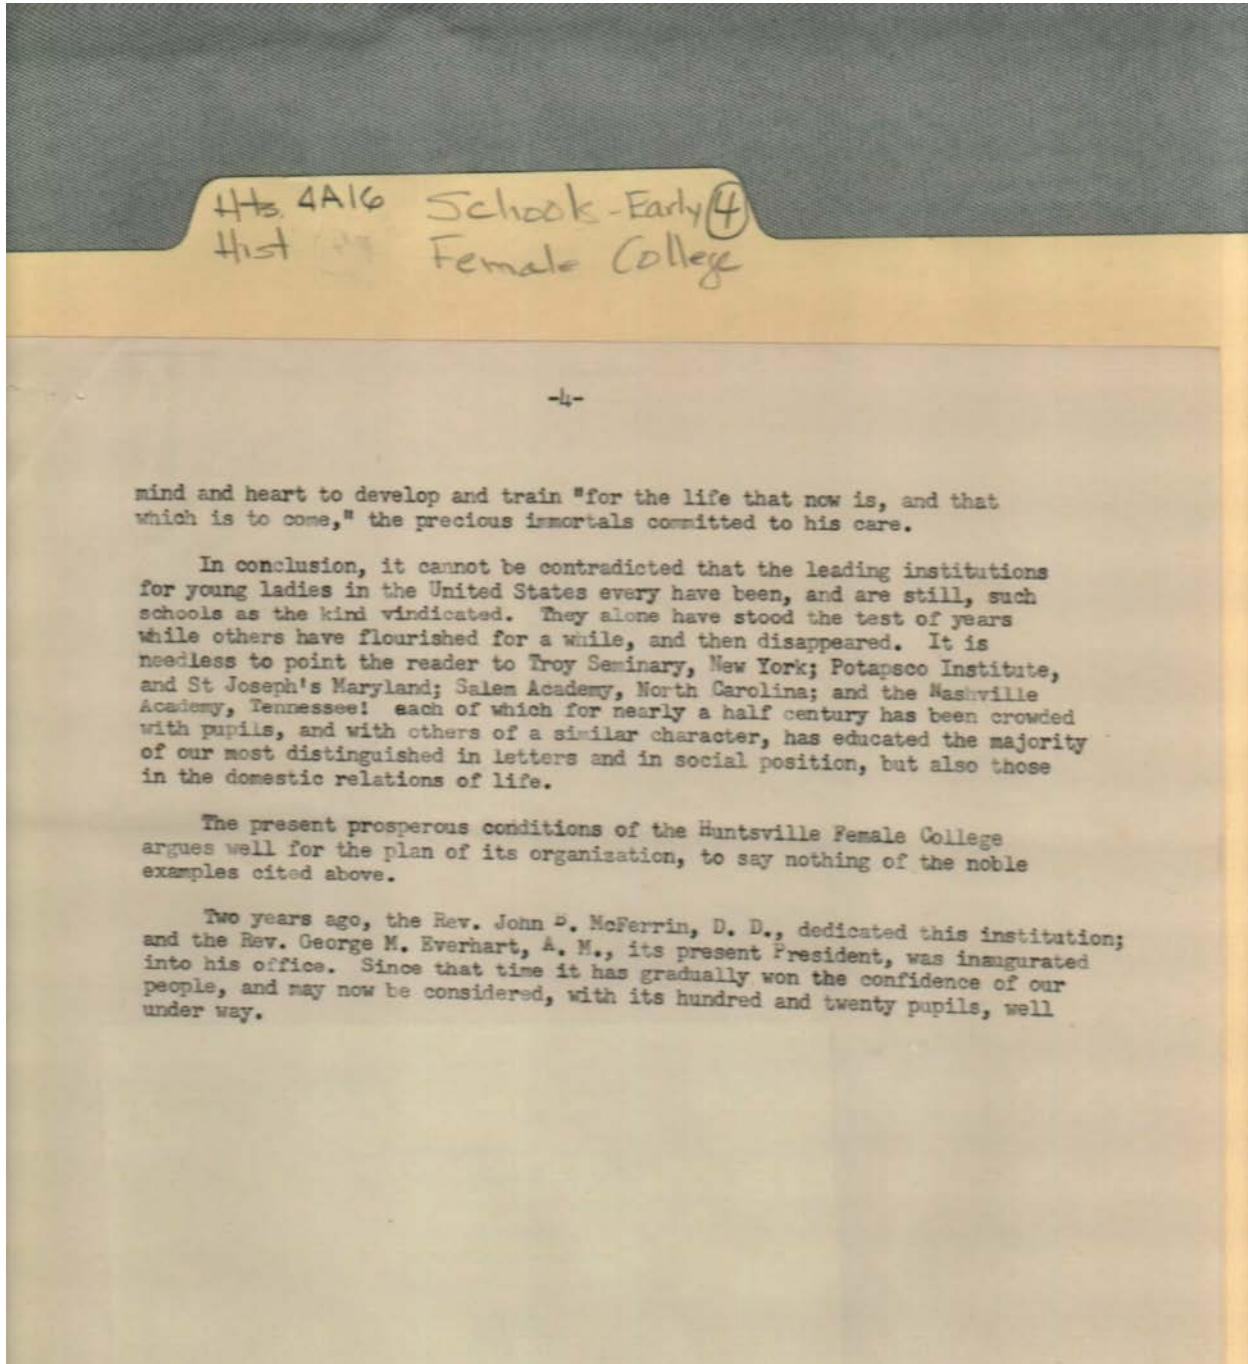 Hts. 4A16 Schools-Early 4
Hist Female College
-4-
mind and heart to develop and train "for the life that now is, and that
which is to come," the precious immortals committed to his care.
In conclusion, it cannot be contradicted that the leading institutions
for young ladies in the United States every have been, and are still, such
schools as the kind vindicated. They alone have stood the test of years
while others have flourished for a while, and then disappeared. It is
needless to point the reader to Troy Seminary, New York; Potapsco Institute,
and St Joseph's Maryland; Salem Academy, North Carolina; and the Nashville
Academy, Tennessee! each of which for nearly a half century has been crowded
with pupils, and with others of a similar character, has educated the majority
of our most distinguished in letters and in social position, but also those
in the domestic relations of life.
The present prosperous conditions of the Huntsville Female College
argues well for the plan of its organization, to say nothing of the noble
examples cited above.
Two years ago, the Rev. John B. McFerrin, D. D., dedicated this institution;
and the Rev. George M. Everhart, A. M., its present President, was inaugurated
into his office. Since that time it has gradually won the confidence of our
people, and may now be considered, with its hundred and twenty pupils, well
under way.